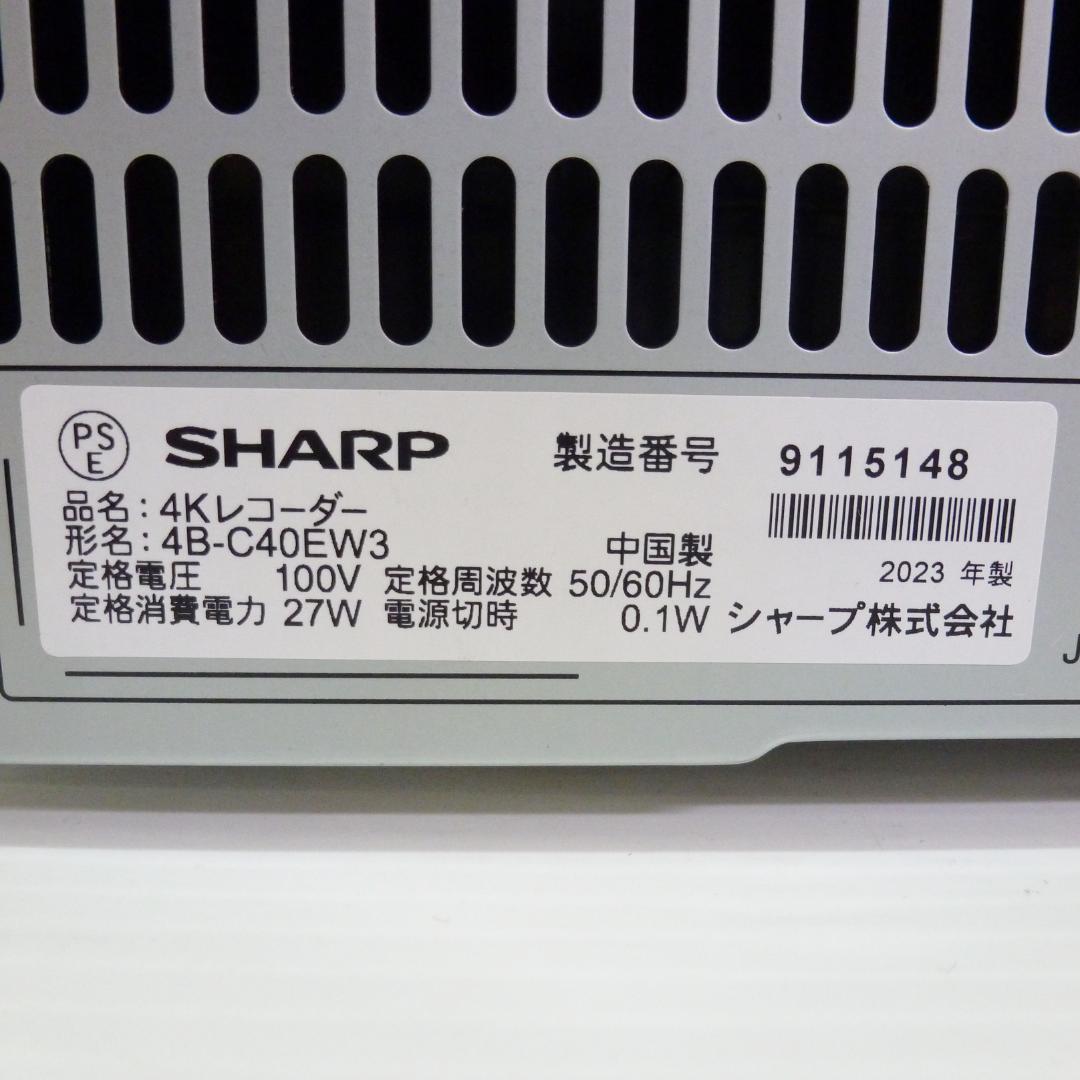 PS
E
SHARP 製造番号 9115148
品名：4Kレコーダー
形名：4B-C40EW3 中国製
定格電圧 100V 定格周波数 50/60Hz 2023 年製
定格消費電力 27W 電源切時 0.1W シャープ株式会社
J